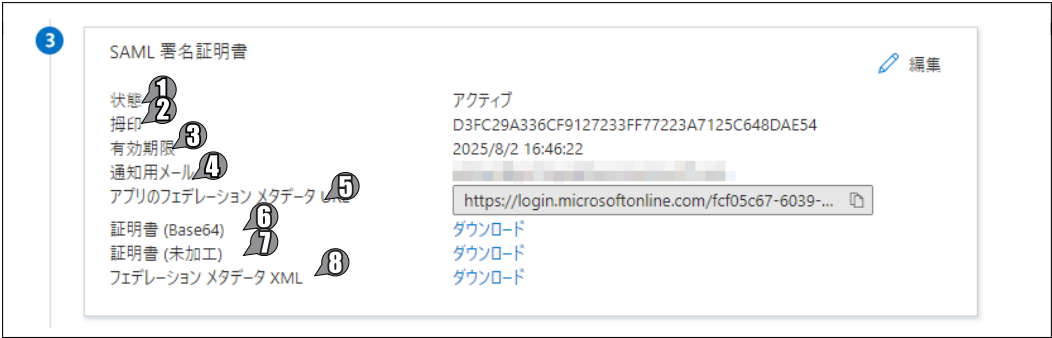 3
SAML 署名証明書
編集
状態 1 アクティブ
拇印 2 D3FC29A336CF9127233FF77223A7125C648DAE54
有効期限 3 2025/8/2 16:46:22
通知用メール 4
アプリのフェデレーション メタデータ URL 5 https://login.microsoftonline.com/fcf05c67-6039-...
証明書 (Base64) 6 ダウンロード
証明書 (未加工) 7 ダウンロード
フェデレーション メタデータ XML 8 ダウンロード